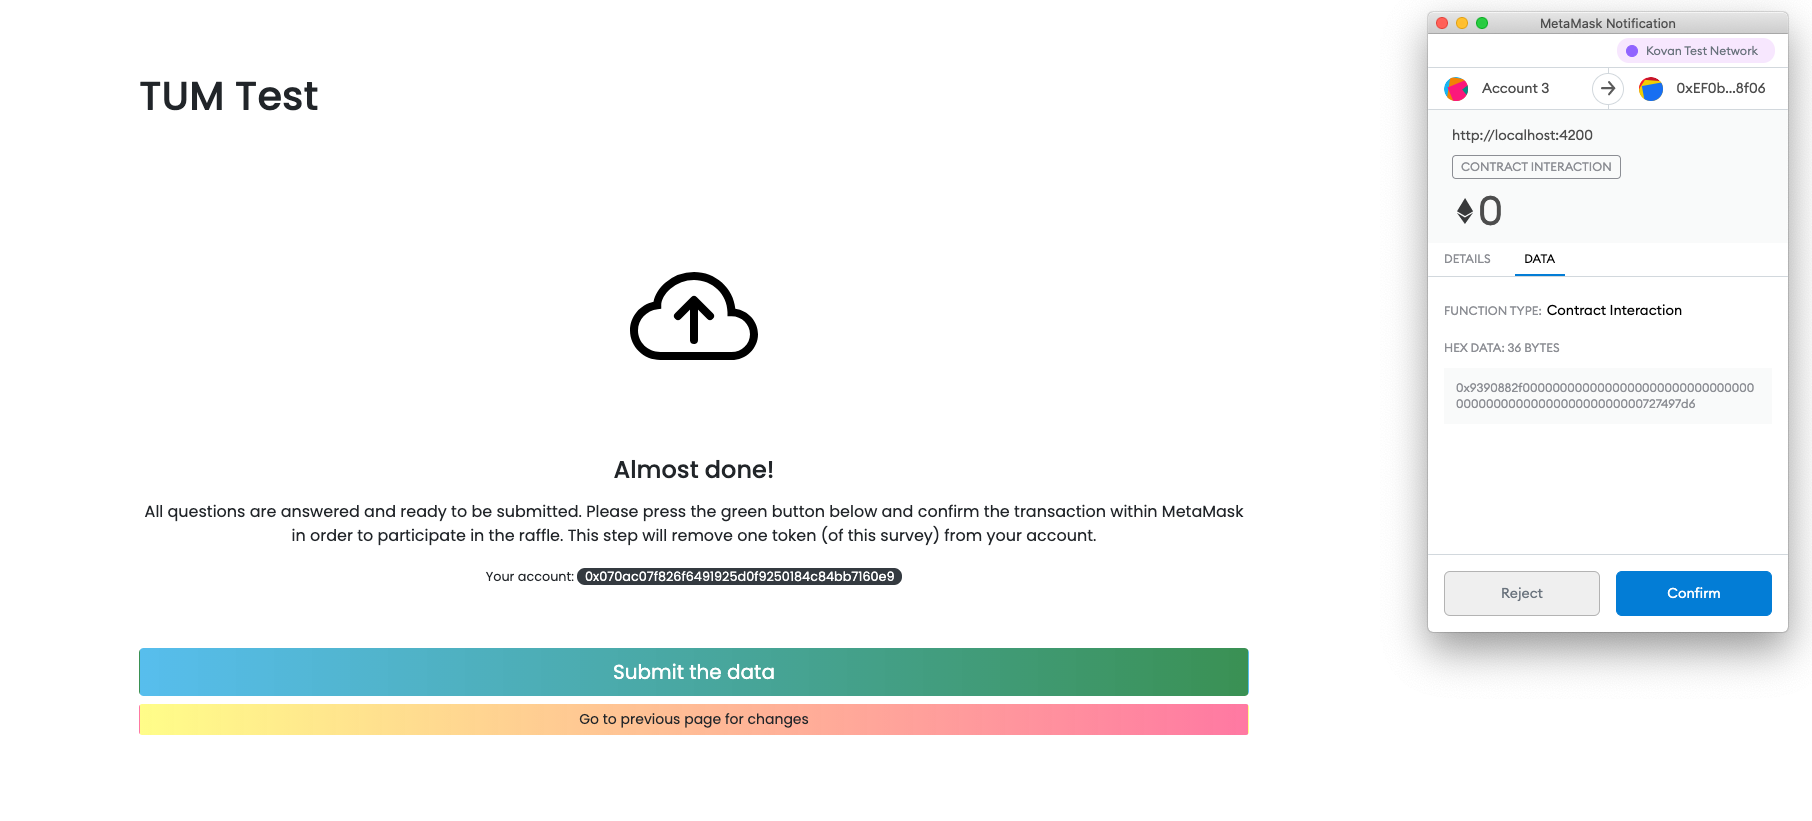 TUM Test
Almost done!
All questions are answered and ready to be submitted. Please press the green button below and confirm the transaction within MetaMask
in order to participate in the raffle. This step will remove one token (of this survey) from your account.
Your account: 0x070ac07f826f6491925d0f9250184c84bb7160e9
Submit the data
Go to previous page for changes
MetaMask Notification
Kovan Test Network
Account 3
0xEF0b...8f06
http://localhost:4200
CONTRACT INTERACTION
0
DETAILS DATA
FUNCTION TYPE: Contract Interaction
HEX DATA: 36 BYTES
0x9390882f00000000000000000000000000000
000000000000000000000000000727497d6
Reject Confirm